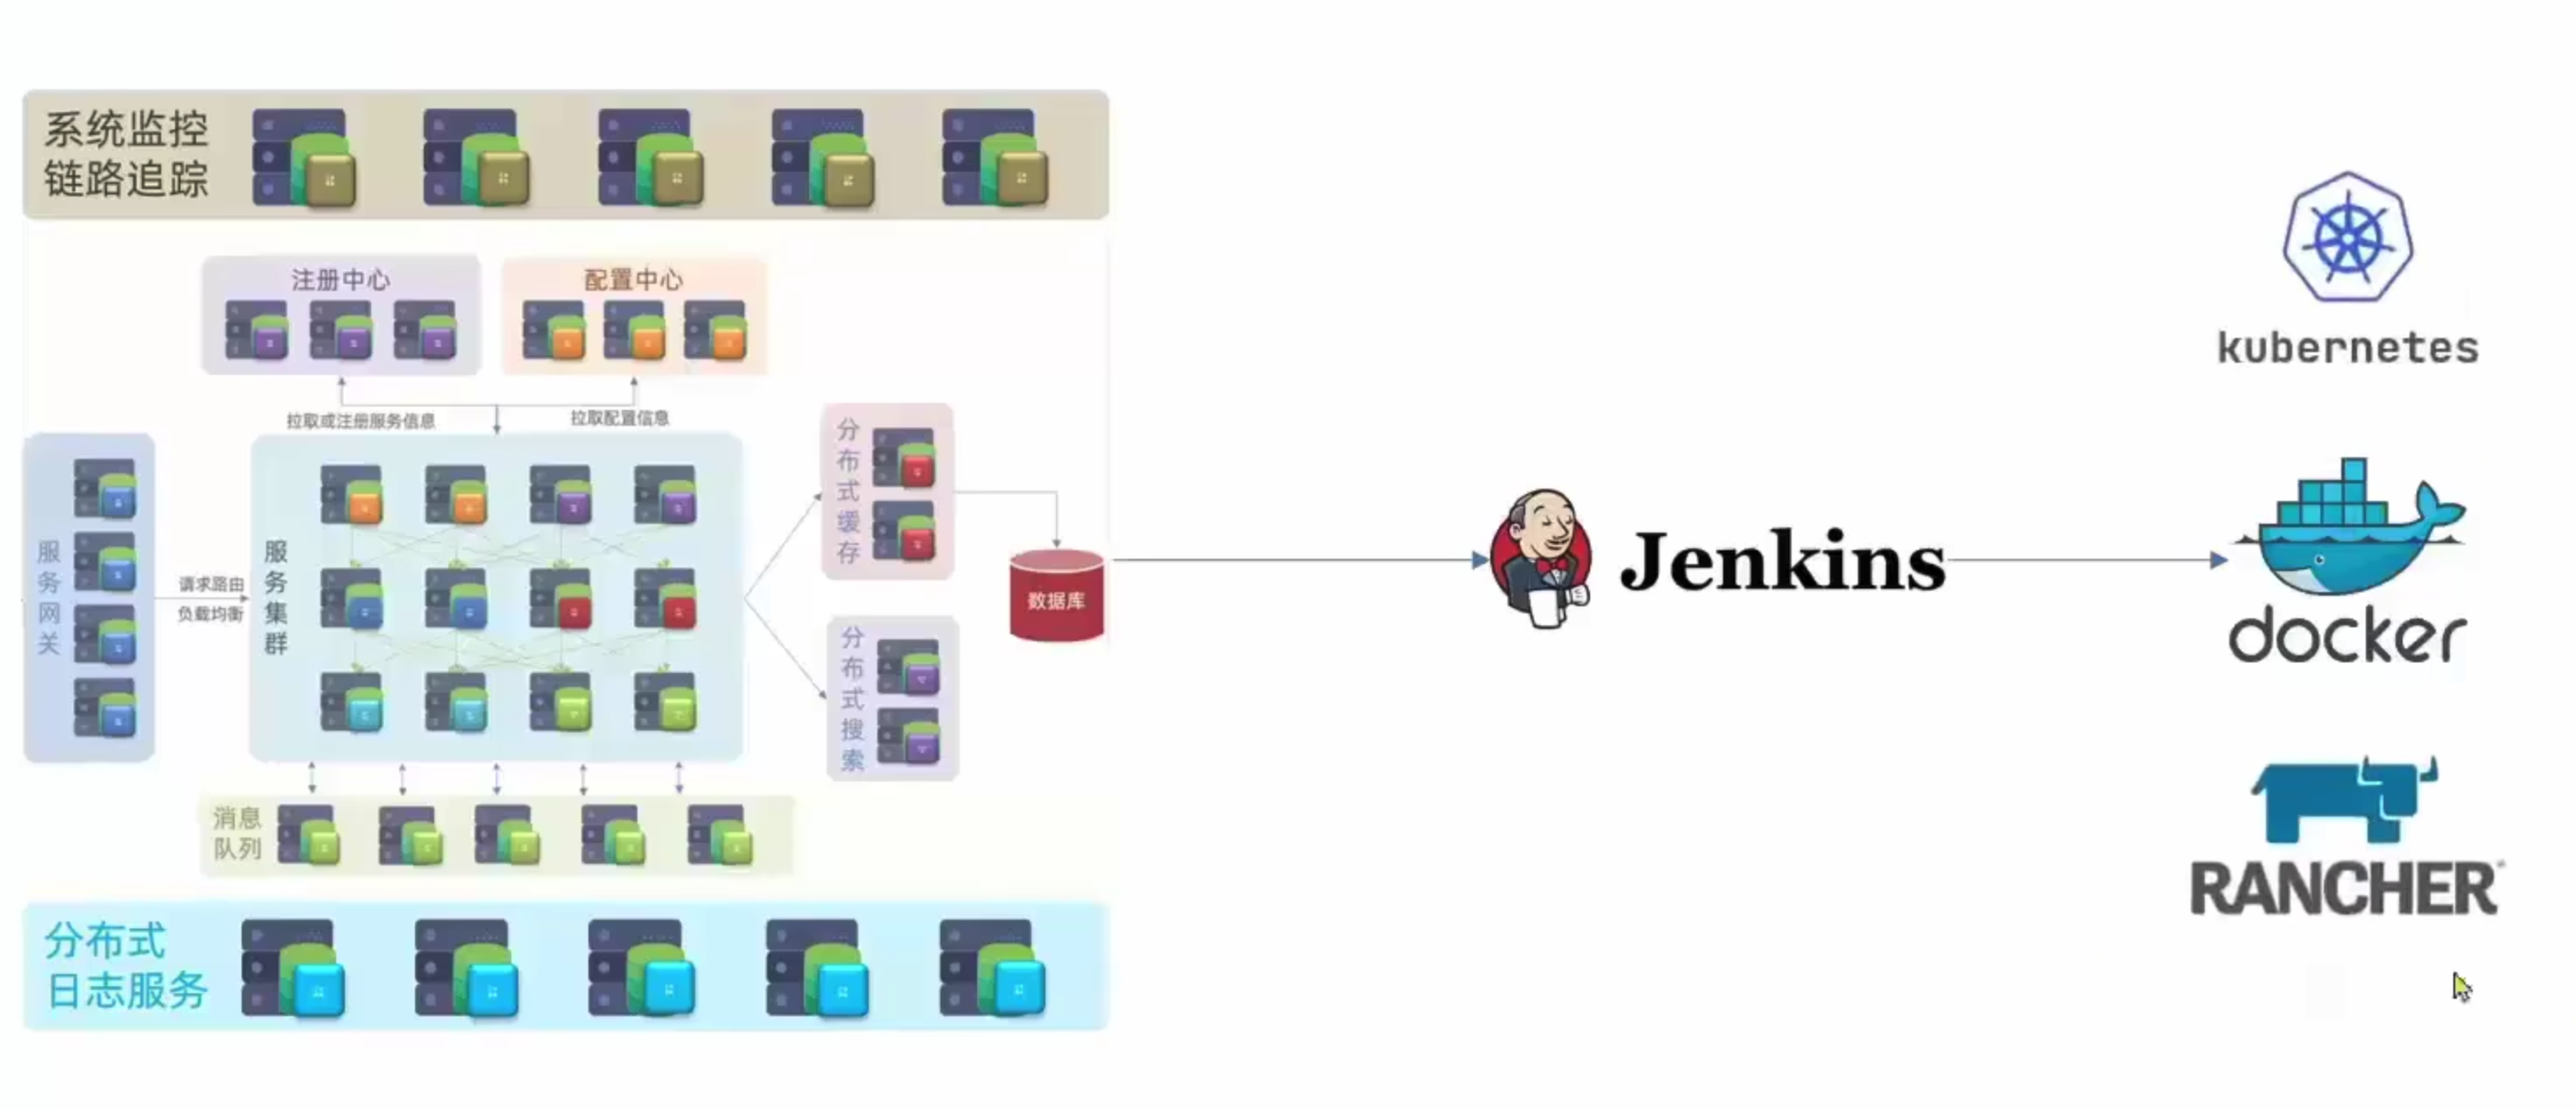 系统监控
链路追踪
注册中心
配置中心
拉取或注册服务信息
拉取配置信息
服务网关
请求路由
负载均衡
服务集群
分布式缓存
分布式搜索
数据库
消息
队列
分布式
日志服务
Jenkins
kubernetes
docker
RANCHER